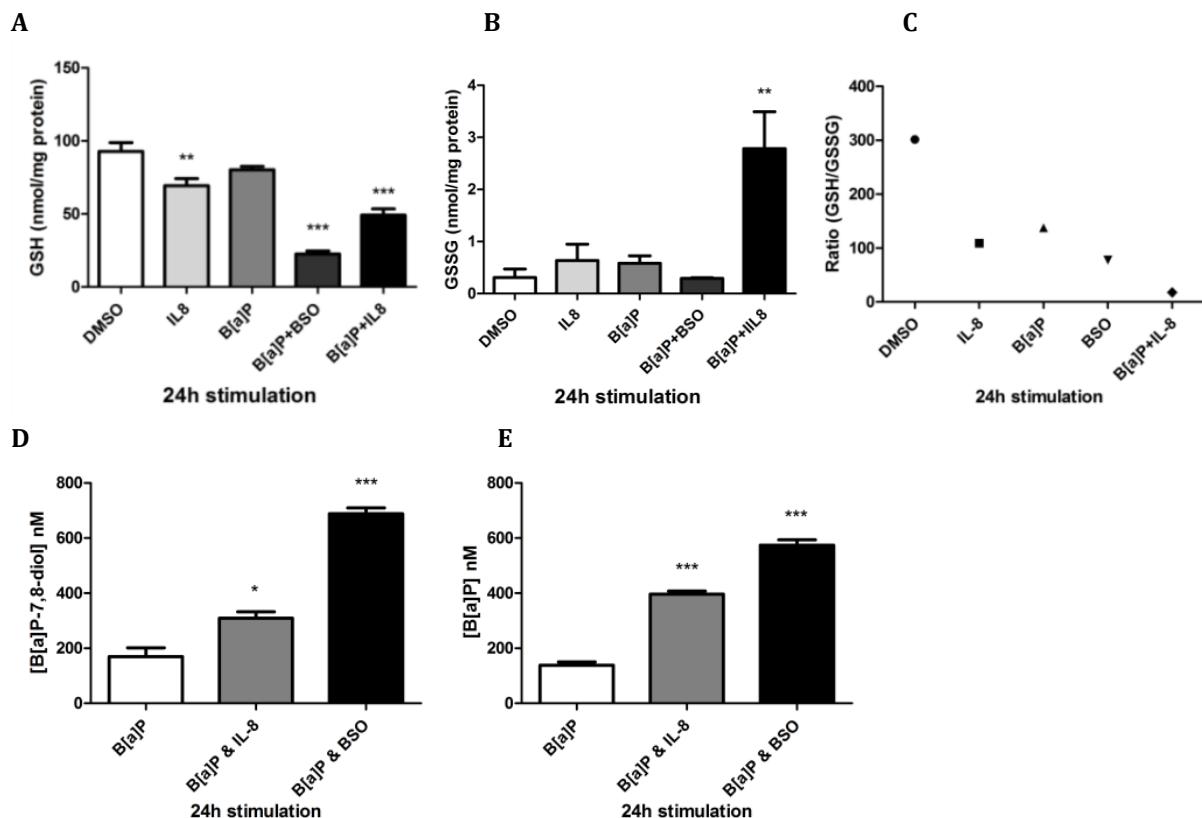 A
GSH (nmol/mg protein)
150
100
50
0
**
***
***
DMSO
IL8
B[a]P
B[a]P+BSO
B[a]P+IL8
24h stimulation
B
GSSG (nmol/mg protein)
4
3
2
1
0
**
DMSO
IL8
B[a]P
B[a]P+BSO
B[a]P+IIL8
24h stimulation
C
Ratio (GSH/GSSG)
400
300
200
100
0
DMSO
IL-8
B[a]P
BSO
B[a]P+IL-8
24h stimulation
D
[B[a]P-7,8-diol] nM
800
600
400
200
0
*
***
B[a]P
B[a]P & IL-8
B[a]P & BSO
24h stimulation
E
[B[a]P] nM
800
600
400
200
0
***
***
B[a]P
B[a]P & IL-8
B[a]P & BSO
24h stimulation